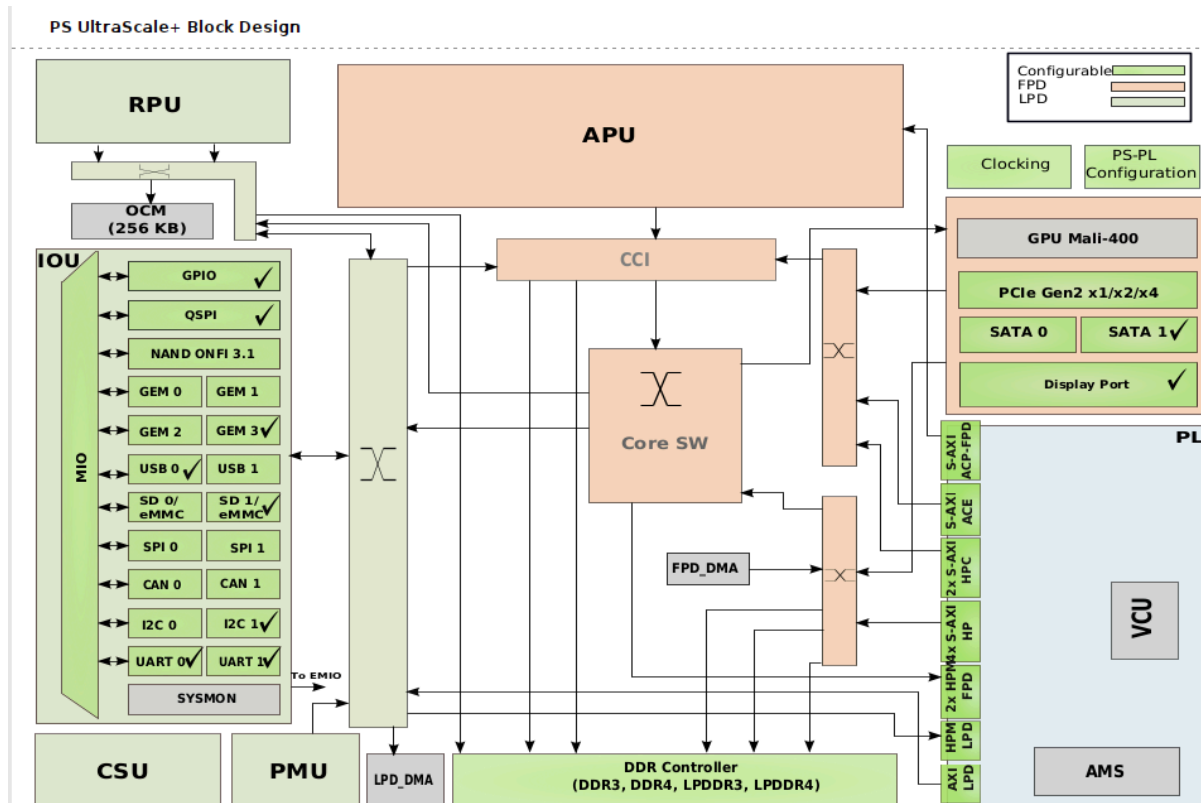 PS UltraScale+ Block Design
Configurable
FPD
LPD
RPU
APU
Clocking
PS-PL
Configuration
OCM
(256 KB)
CCI
GPU Mali-400
PCIe Gen2 x1/x2/x4
SATA 0
SATA 1
Display Port
IOU
MIO
GPIO
QSPI
NAND ONFI 3.1
GEM 0
GEM 1
GEM 2
GEM 3
USB 0
USB 1
SD 0/
eMMC
SD 1/
eMMC
SPI 0
SPI 1
CAN 0
CAN 1
I2C 0
I2C 1
UART 0
UART 1
SYSMON
To EMIO
Core SW
FPD_DMA
PL
S-AXI
ACP-FPD
S-AXI
ACE
2x S-AXI
HPC
4x S-AXI
HP
2x HPM
FPD
HPM
LPD
AXI
LPD
VCU
AMS
CSU
PMU
LPD_DMA
DDR Controller
(DDR3, DDR4, LPDDR3, LPDDR4)